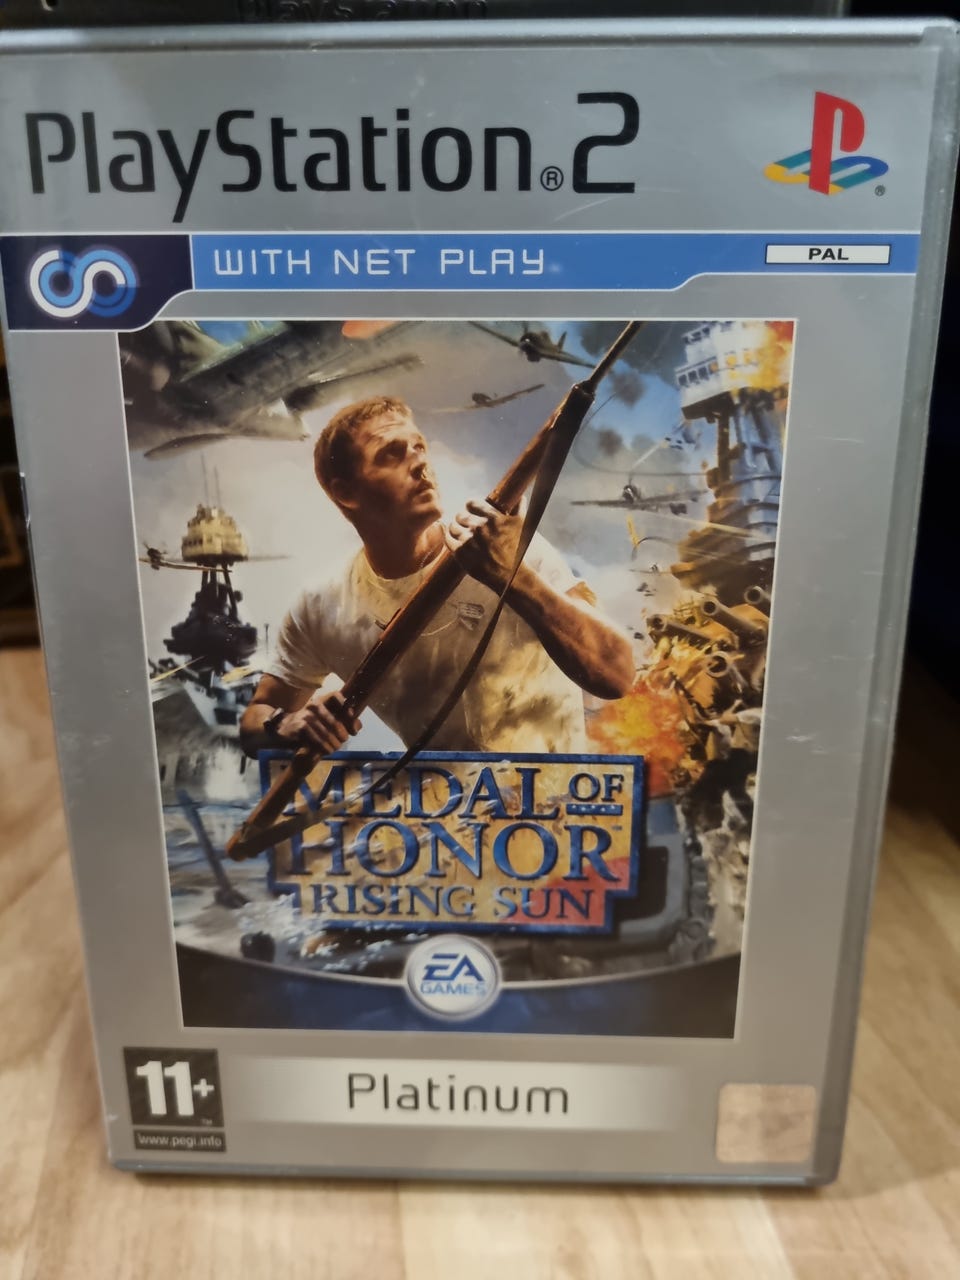 PlayStation®2
WITH NET PLAY
PAL
MEDAL OF
HONOR
RISING SUN
EA
GAMES
11+
www.pegi.info
Platinum